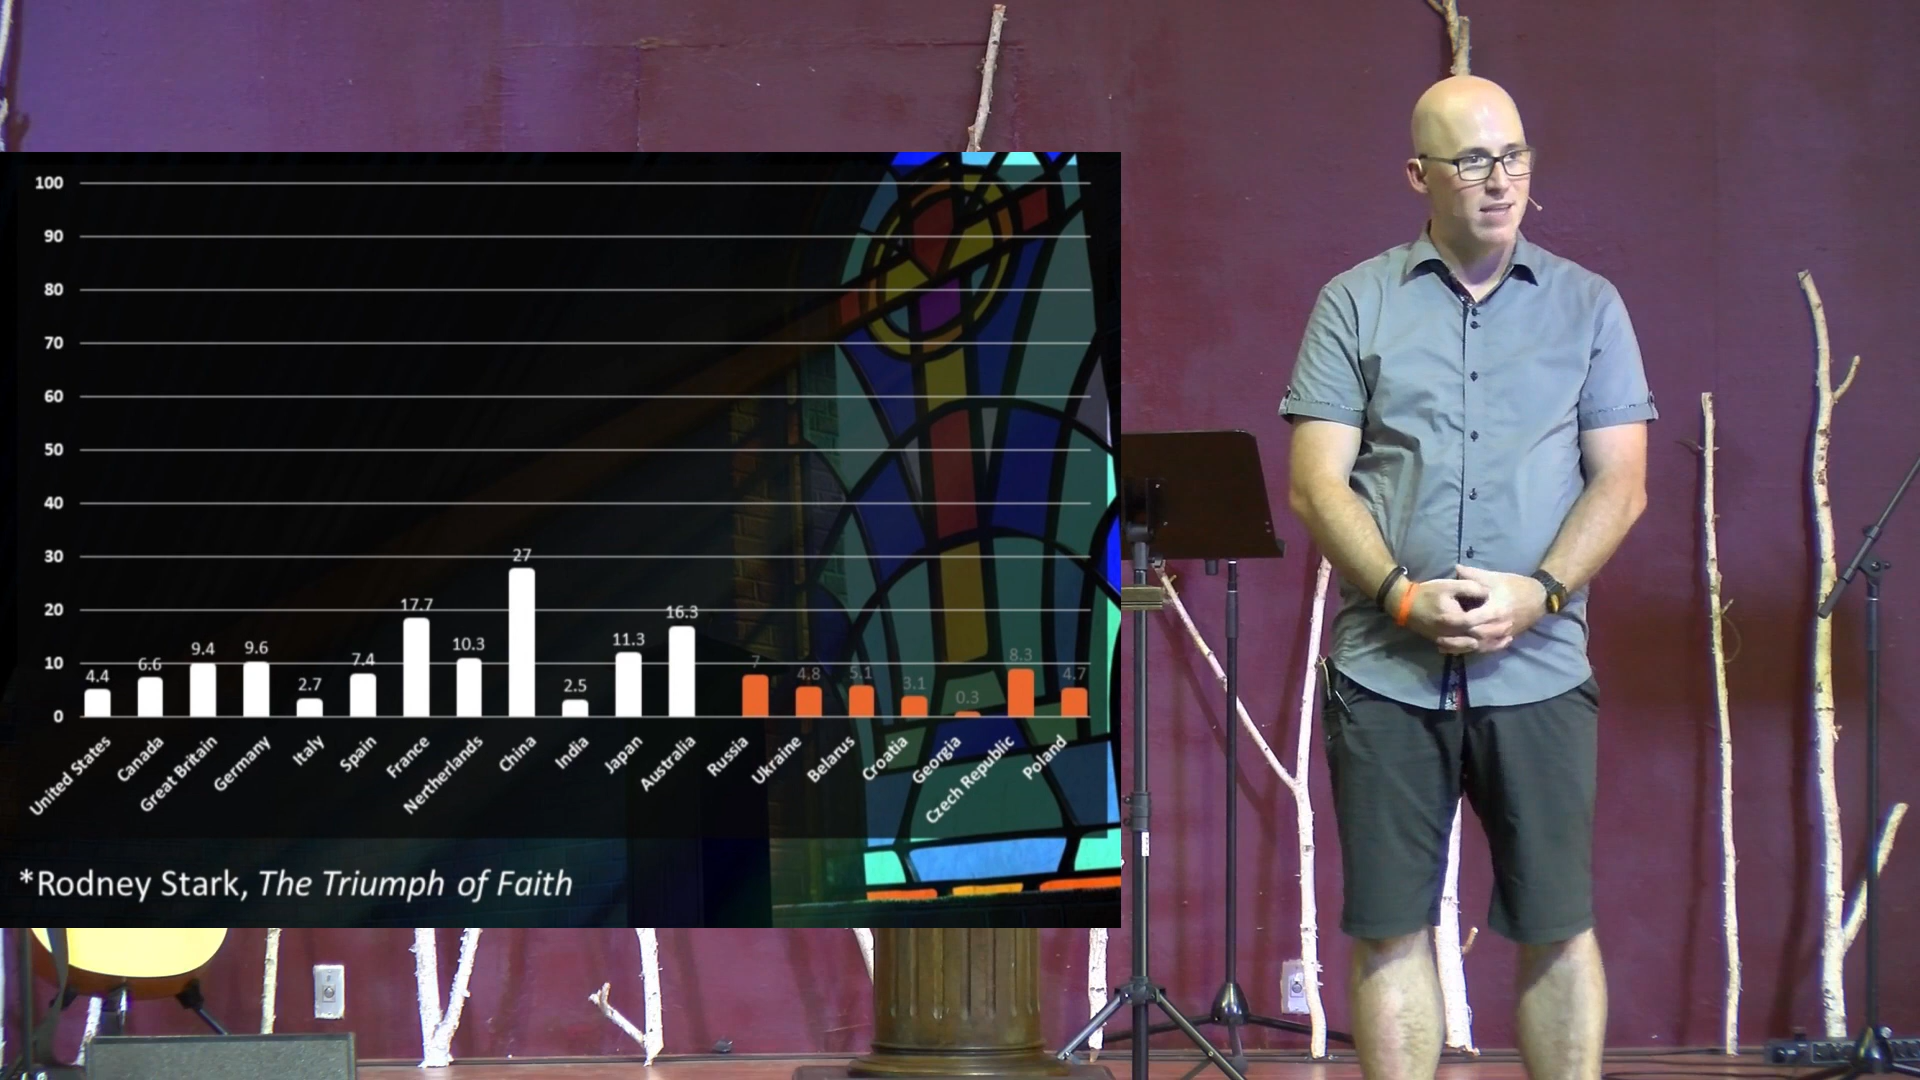 100
90
80
70
60
50
40
30
20
10
0
4.4
6.6
9.4
9.6
2.7
7.4
17.7
10.3
27
2.5
11.3
16.3
7
4.8
5.1
3.1
0.3
8.3
4.7
United States
Canada
Great Britain
Germany
Italy
Spain
France
Nertherlands
China
India
Japan
Australia
Russia
Ukraine
Belarus
Croatia
Georgia
Czech Republic
Poland
*Rodney Stark, The Triumph of Faith